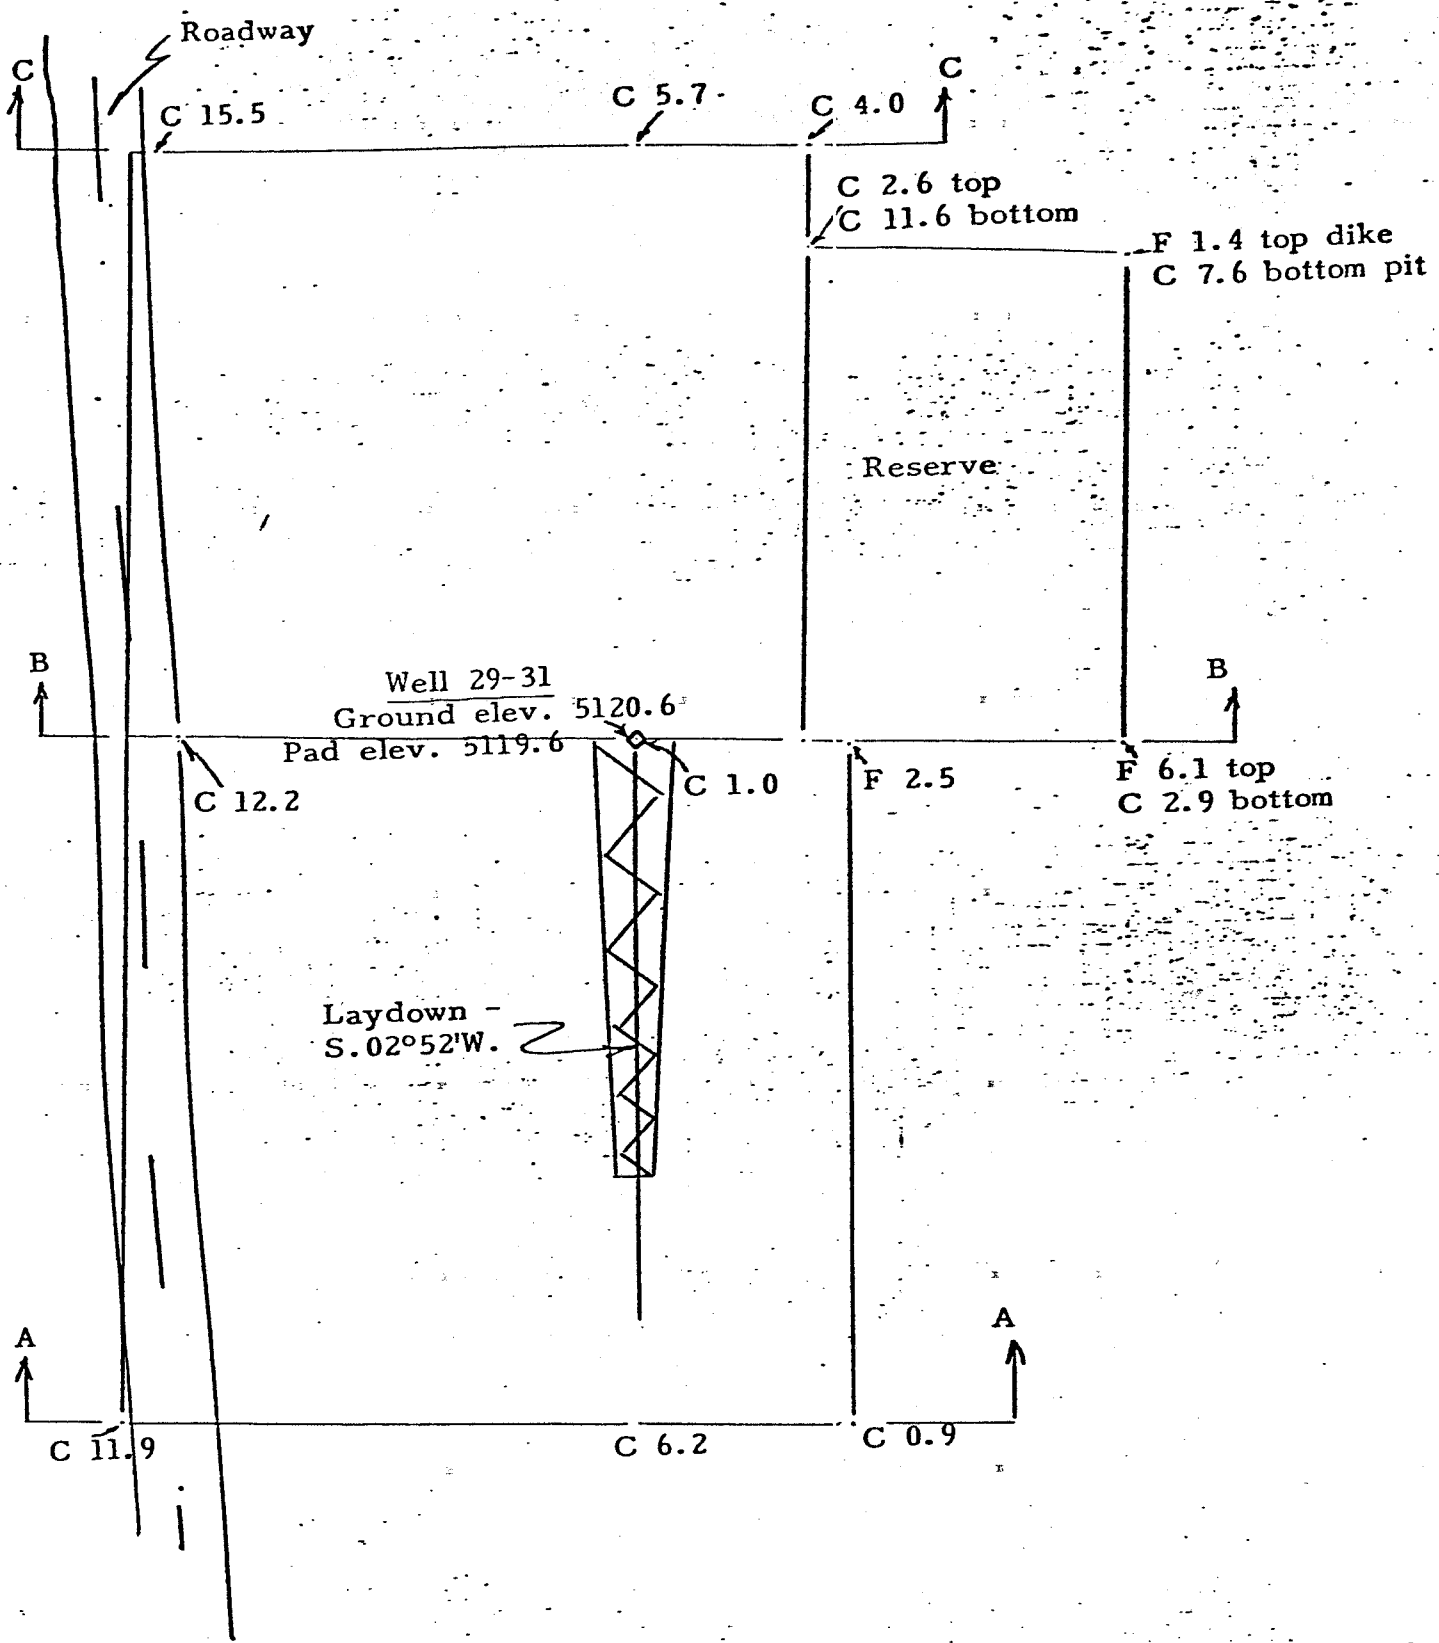 Roadway
C
C
C 15.5
C 5.7
C 4.0
C 2.6 top
C 11.6 bottom
F 1.4 top dike
C 7.6 bottom pit
Reserve
B
B
Well 29-31
Ground elev. 5120.6
Pad elev. 5119.6
C 12.2
C 1.0
F 2.5
F 6.1 top
C 2.9 bottom
Laydown -
S.02°52'W.
A
A
C 11.9
C 6.2
C 0.9